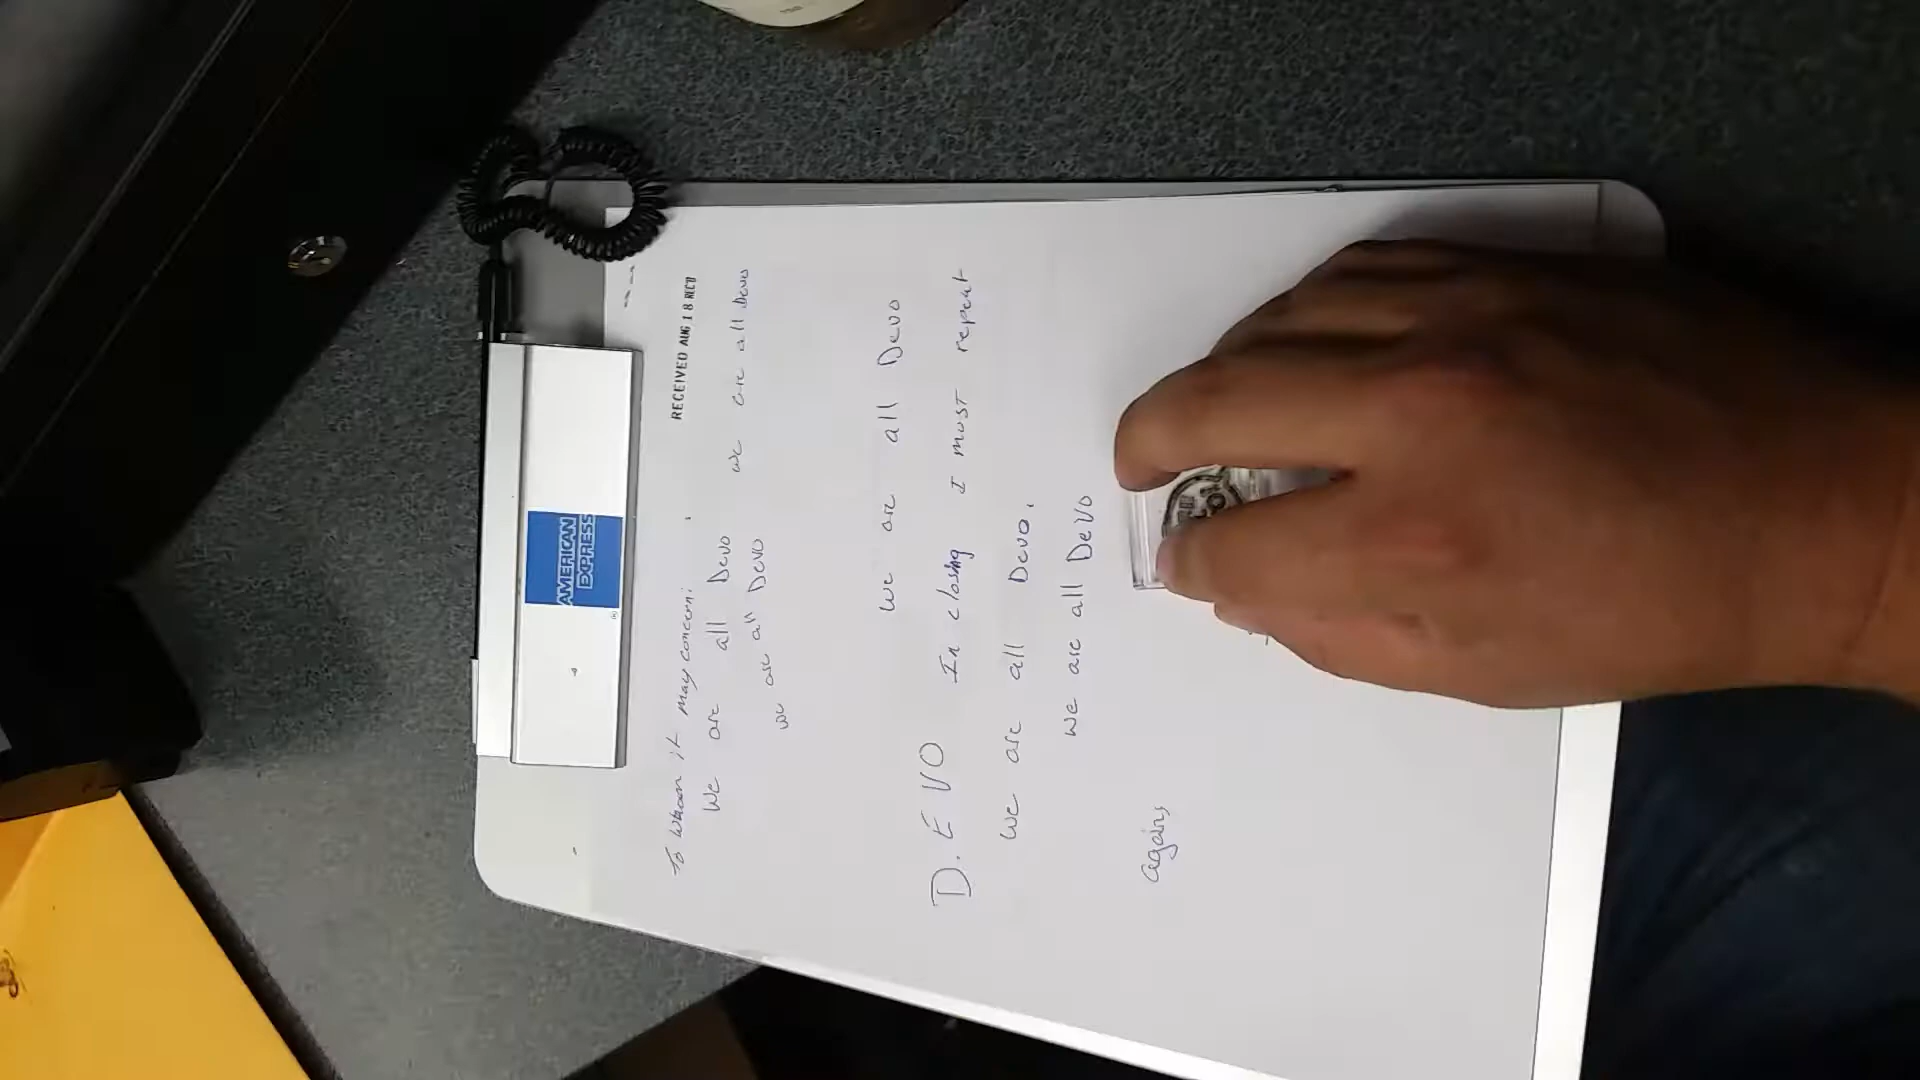 AMERICAN
EXPRESS
RECEIVED AUG 18 REC'D
To whom it may concern:
We are all Devo
we are all Devo
we are all DEVO
we are all Devo
D.EVO In closing I must repeat
we are all Devo.
we are all DeVo
again,